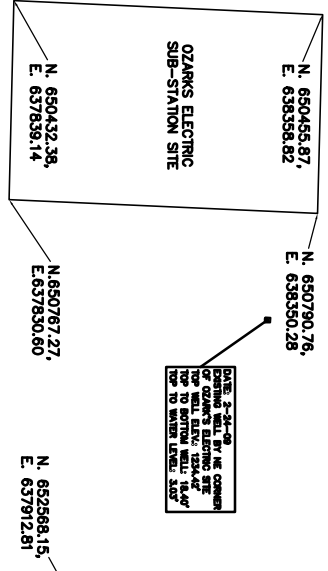 N. 650455.87,
E. 638358.82
OZARKS ELECTRIC
SUB-STATION SITE
N. 650432.38,
E. 637839.14
N. 650790.76,
E. 638350.28
N.650767.27,
E.637830.60
DATE: 2-24-09
EXISTING WELL BY NE CORNER
OF OZARK'S ELECTRIC SITE
TOP WELL ELEV.: 1234.42'
TOP TO BOTTOM WELL: 18.40'
TOP TO WATER LEVEL: 3.03'
N. 652568.15,
E. 637912.81